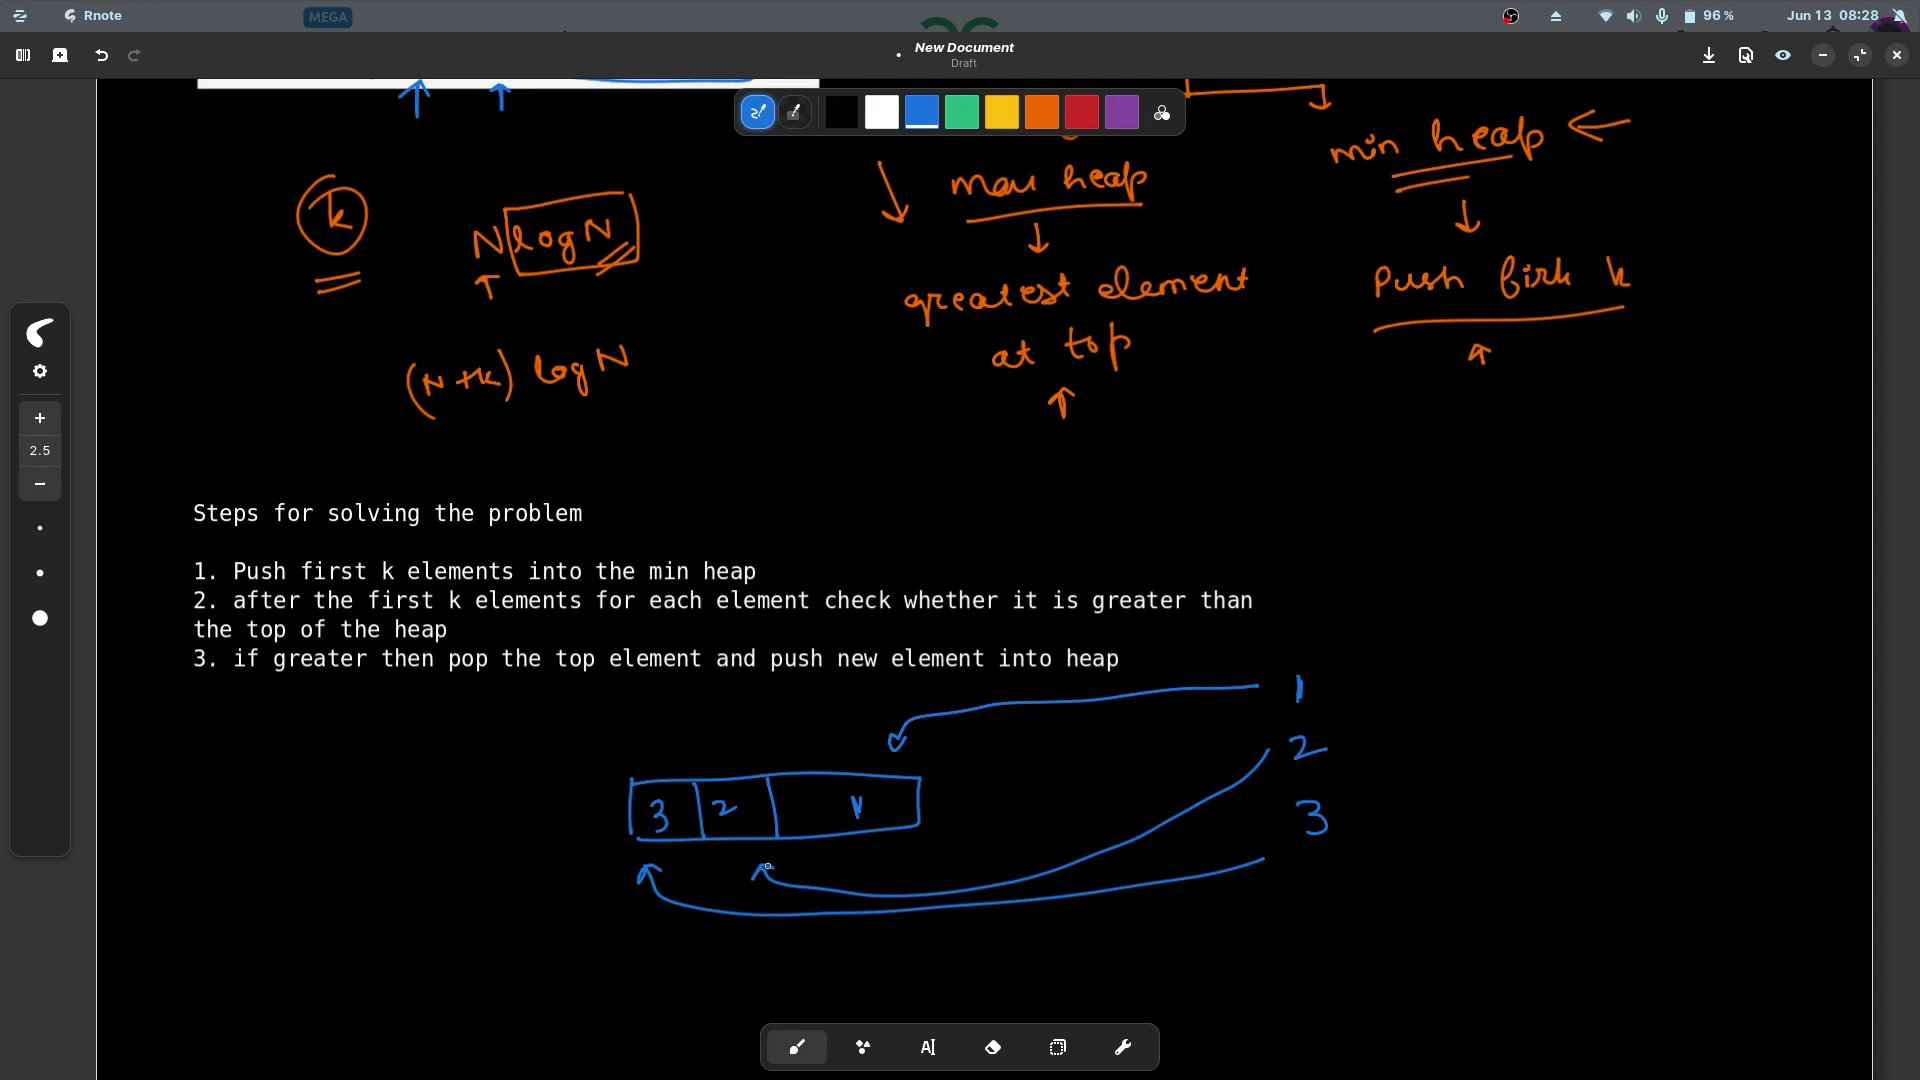 Rnote
MEGA
96 %
Jun 13 08:28
New Document
Draft
min heap
max heap
k
N log N
greatest element
at top
Push first k
(N+k) log N
2.5
Steps for solving the problem
1. Push first k elements into the min heap
2. after the first k elements for each element check whether it is greater than
the top of the heap
3. if greater then pop the top element and push new element into heap
1
2
3
3 2 1